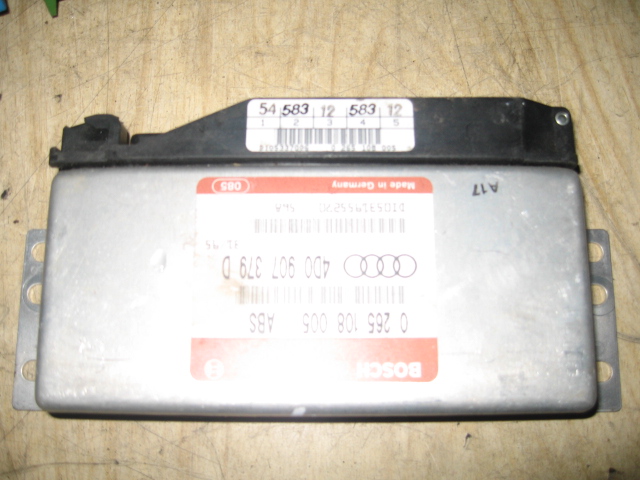 54 583 12 583 12
1 2 3 4 5
A17
BOSCH
0 265 108 005 ABS
4D0 907 379 D
Made in Germany 085